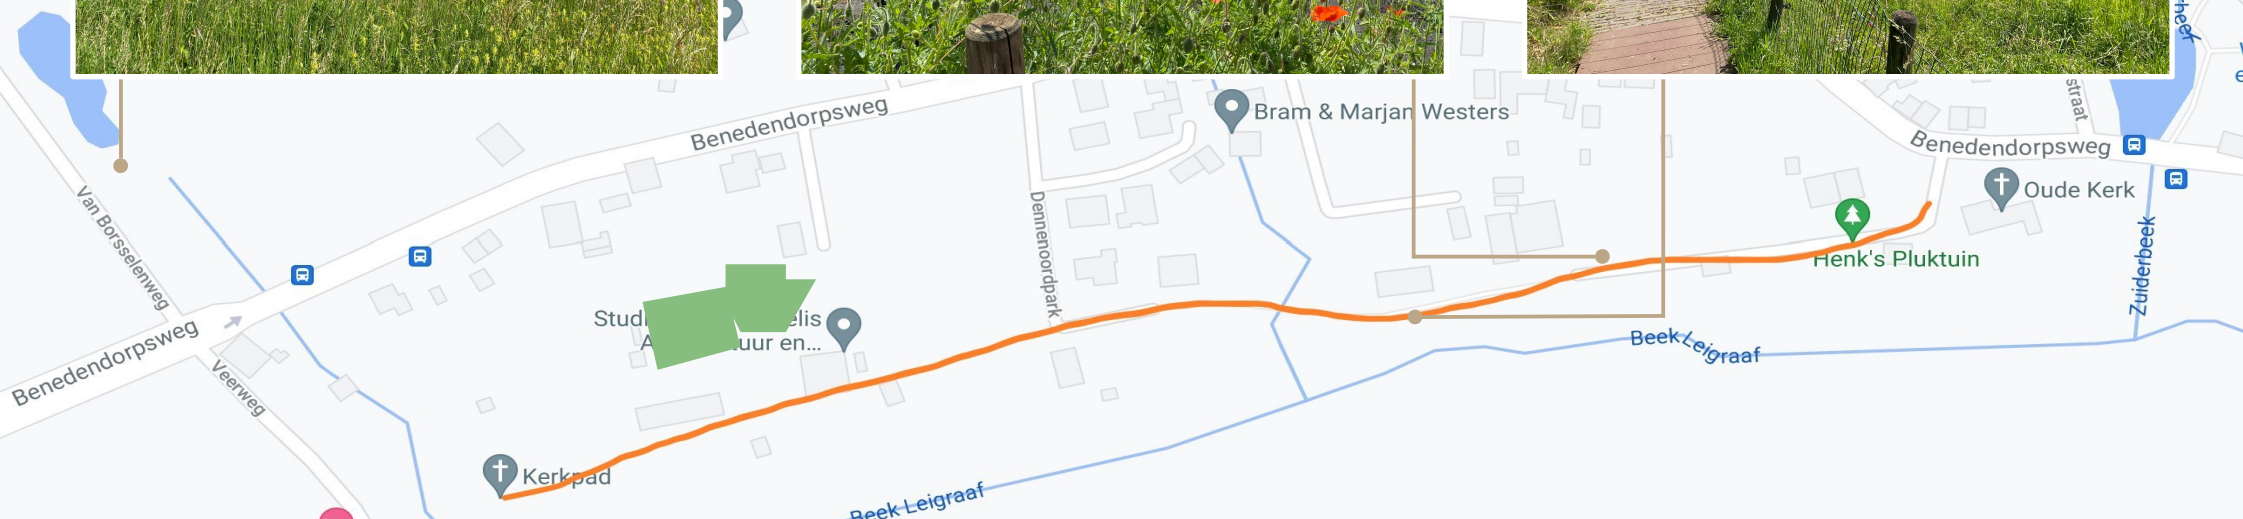 Benedendorpsweg
Bram & Marjan Westers
straat
Benedendorpsweg
Oude Kerk
Van Borsselenweg
Dennenoordpark
Zuiderbeek
Henk's Pluktuin
Benedendorpsweg
Veerweg
Beek Leigraaf
Kerkpad
Beek Leigraaf